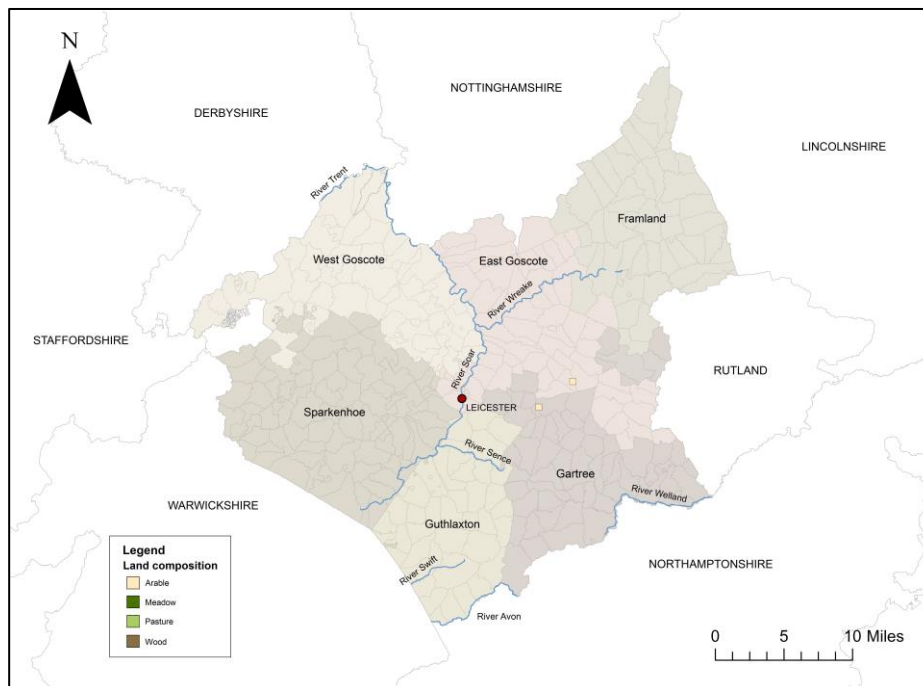 N
NOTTINGHAMSHIRE
DERBYSHIRE
LINCOLNSHIRE
River Trent
Framland
West Goscote
East Goscote
River Wreake
STAFFORDSHIRE
River Soar
RUTLAND
Sparkenhoe
LEICESTER
River Sence
Gartree
River Welland
WARWICKSHIRE
Guthlaxton
NORTHAMPTONSHIRE
River Swift
River Avon
Legend
Land composition
Arable
Meadow
Pasture
Wood
0 5 10 Miles